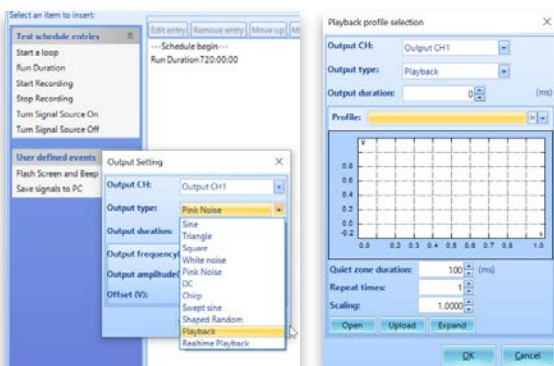 Select an item to insert:
Test schedule entries
Start a loop
Run Duration
Start Recording
Stop Recording
Turn Signal Source On
Turn Signal Source Off
User defined events
Flash Screen and Beep
Save signals to PC
Edit entry Remove entry Move up
---Schedule begin---
Run Duration 720:00:00
Output Setting
Output CH: Output CH1
Output type: Pink Noise
Output duration:
Output frequency(
Output amplitude(
Offset (V):
Sine
Triangle
Square
White noise
Pink Noise
DC
Chirp
Swept sine
Shaped Random
Playback
Realtime Playback
Playback profile selection
Output CH: Output CH1
Output type: Playback
Output duration: 0 (ms)
Profile:
V
0.8
0.6
0.4
0.2
0.0
-0.2
0.0 0.2 0.3 0.4 0.5 0.6 0.7 0.8 1.0
Quiet zone duration: 100 (ms)
Repeat times: 1
Scaling: 1.0000
Open Upload Expand
OK Cancel